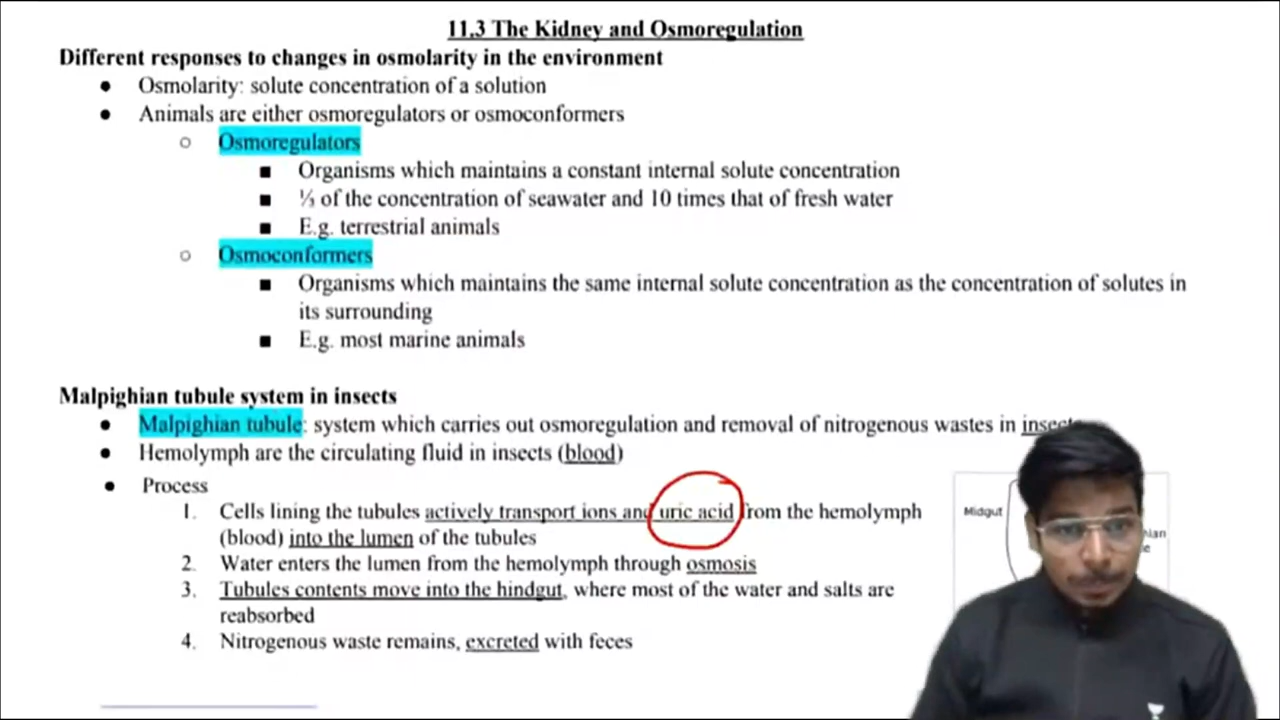 11.3 The Kidney and Osmoregulation
Different responses to changes in osmolarity in the environment
● Osmolarity: solute concentration of a solution
● Animals are either osmoregulators or osmoconformers
○ Osmoregulators
■ Organisms which maintains a constant internal solute concentration
■ ⅓ of the concentration of seawater and 10 times that of fresh water
■ E.g. terrestrial animals
○ Osmoconformers
■ Organisms which maintains the same internal solute concentration as the concentration of solutes in
its surrounding
■ E.g. most marine animals
Malpighian tubule system in insects
● Malpighian tubule: system which carries out osmoregulation and removal of nitrogenous wastes in insects
● Hemolymph are the circulating fluid in insects (blood)
● Process
1. Cells lining the tubules actively transport ions and uric acid from the hemolymph
(blood) into the lumen of the tubules
2. Water enters the lumen from the hemolymph through osmosis
3. Tubules contents move into the hindgut, where most of the water and salts are
reabsorbed
4. Nitrogenous waste remains, excreted with feces
Midgut